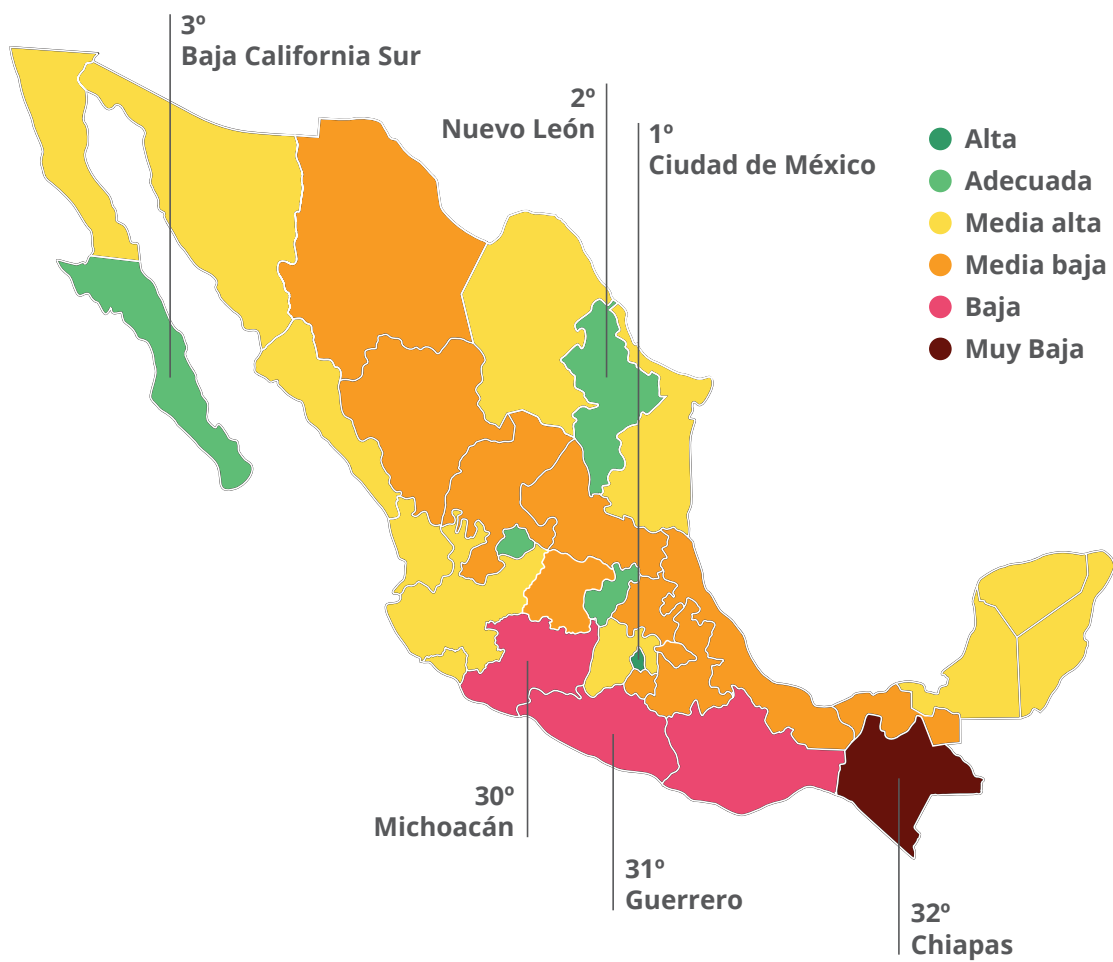 3º
Baja California Sur
2º
Nuevo León
1º
Ciudad de México
Alta
Adecuada
Media alta
Media baja
Baja
Muy Baja
30º
Michoacán
31º
Guerrero
32º
Chiapas